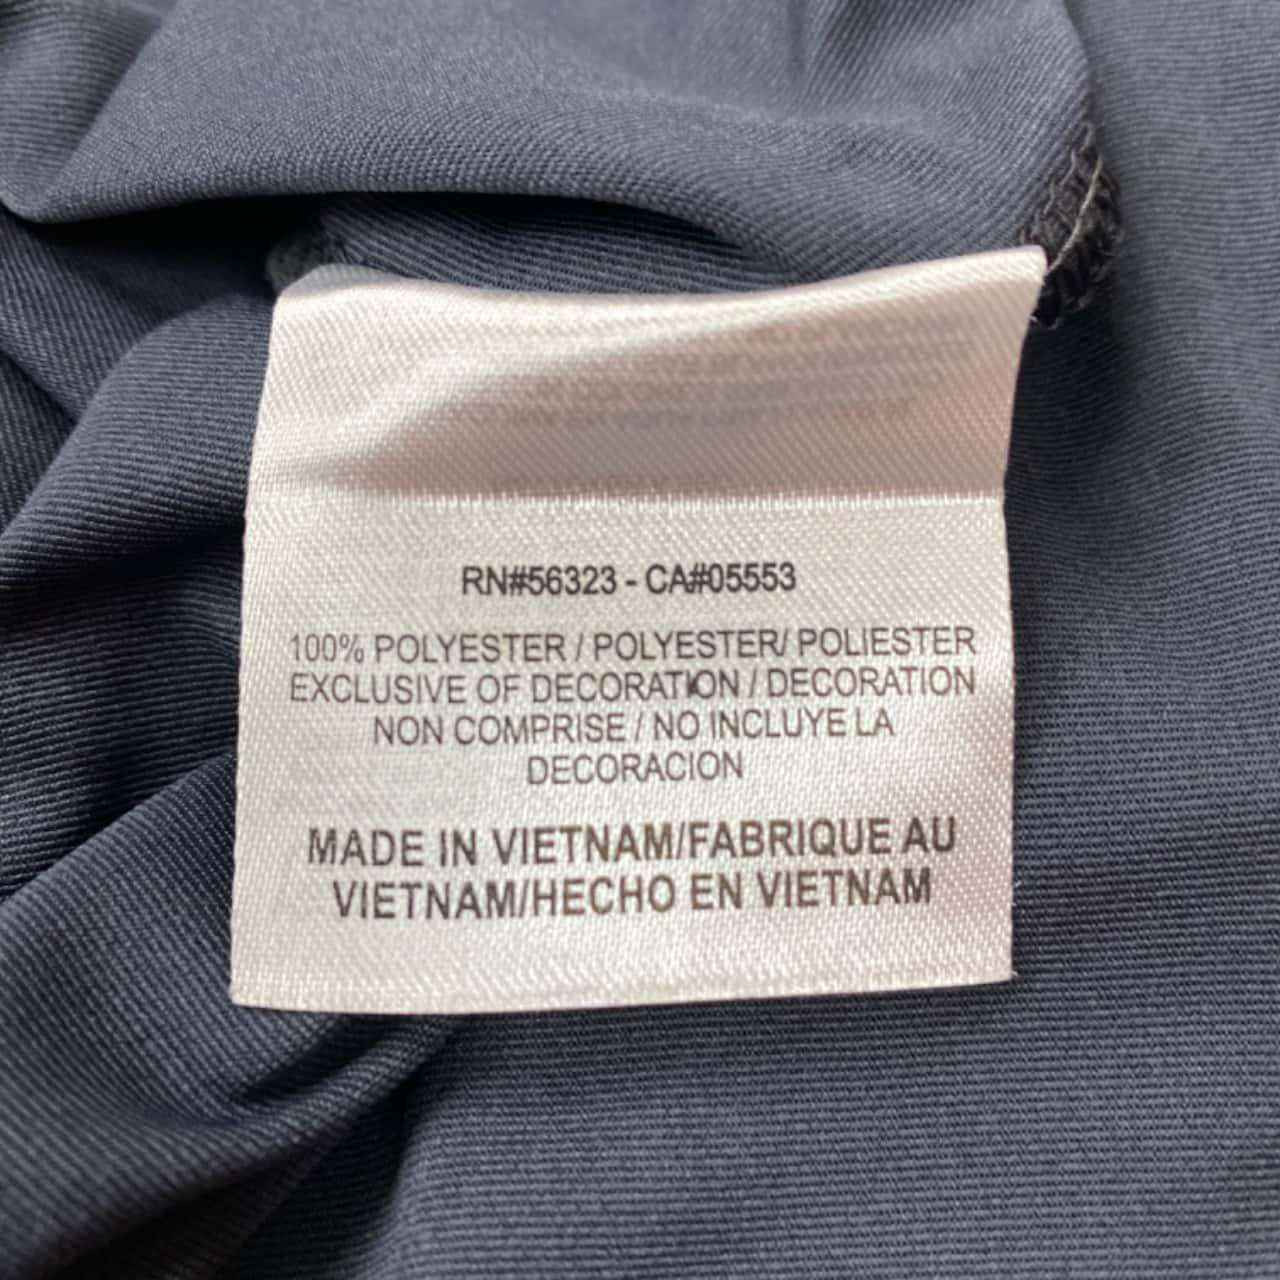 RN#56323 - CA#05553
100% POLYESTER / POLYESTER/ POLIESTER
EXCLUSIVE OF DECORATION / DECORATION
NON COMPRISE / NO INCLUYE LA
DECORACION
MADE IN VIETNAM/FABRIQUE AU
VIETNAM/HECHO EN VIETNAM